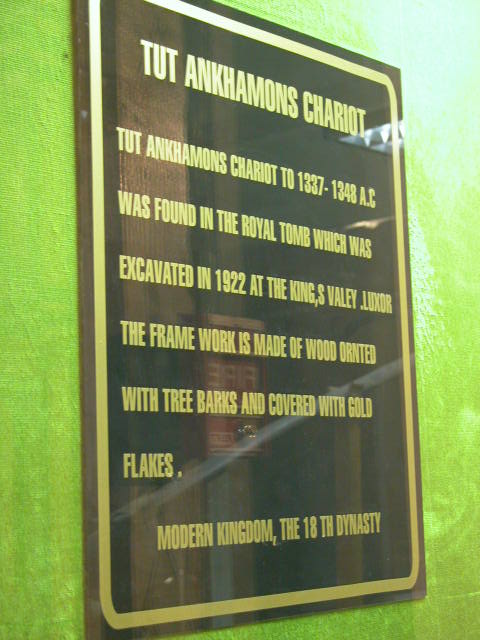 TUT ANKHAMONS CHARIOT
TUT ANKHAMONS CHARIOT TO 1337- 1348 A.C
WAS FOUND IN THE ROYAL TOMB WHICH WAS
EXCAVATED IN 1922 AT THE KING,S VALEY .LUXOR
THE FRAME WORK IS MADE OF WOOD ORNTED
WITH TREE BARKS AND COVERED WITH GOLD
FLAKES .
MODERN KINGDOM, THE 18 TH DYNASTY